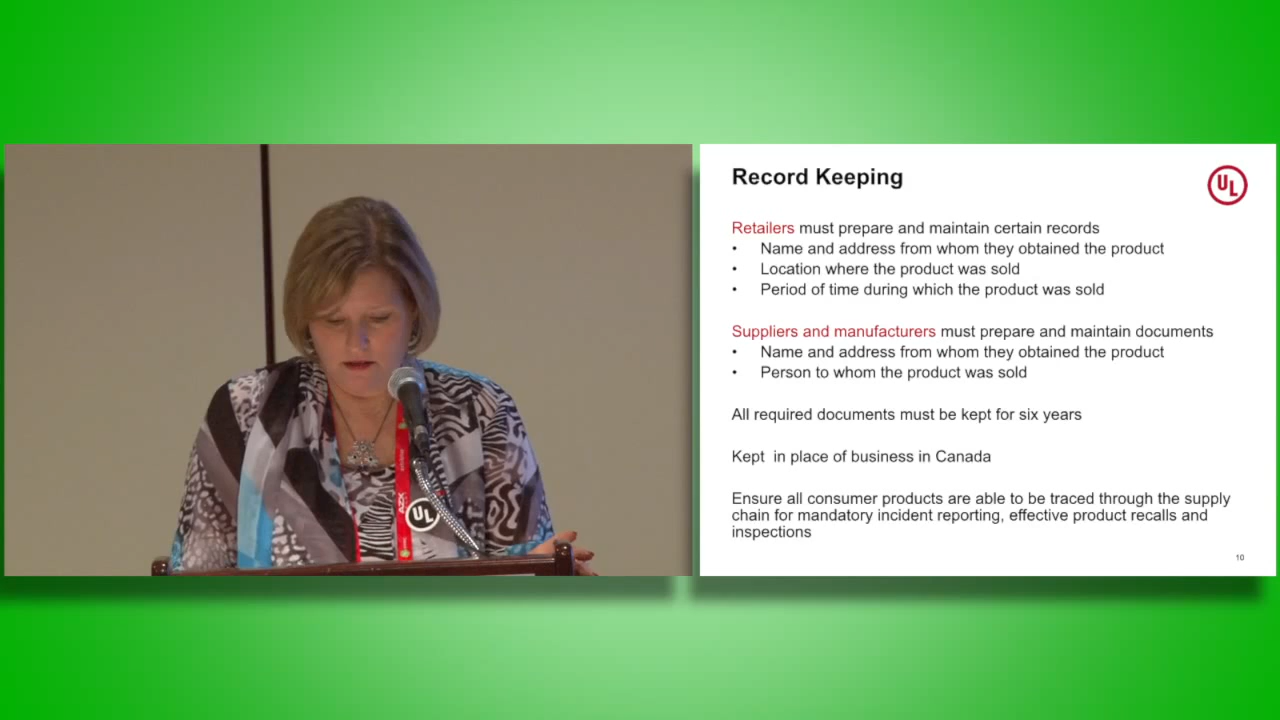 Record Keeping
UL
Retailers must prepare and maintain certain records
• Name and address from whom they obtained the product
• Location where the product was sold
• Period of time during which the product was sold
Suppliers and manufacturers must prepare and maintain documents
• Name and address from whom they obtained the product
• Person to whom the product was sold
All required documents must be kept for six years
Kept in place of business in Canada
Ensure all consumer products are able to be traced through the supply
chain for mandatory incident reporting, effective product recalls and
inspections
10
UL